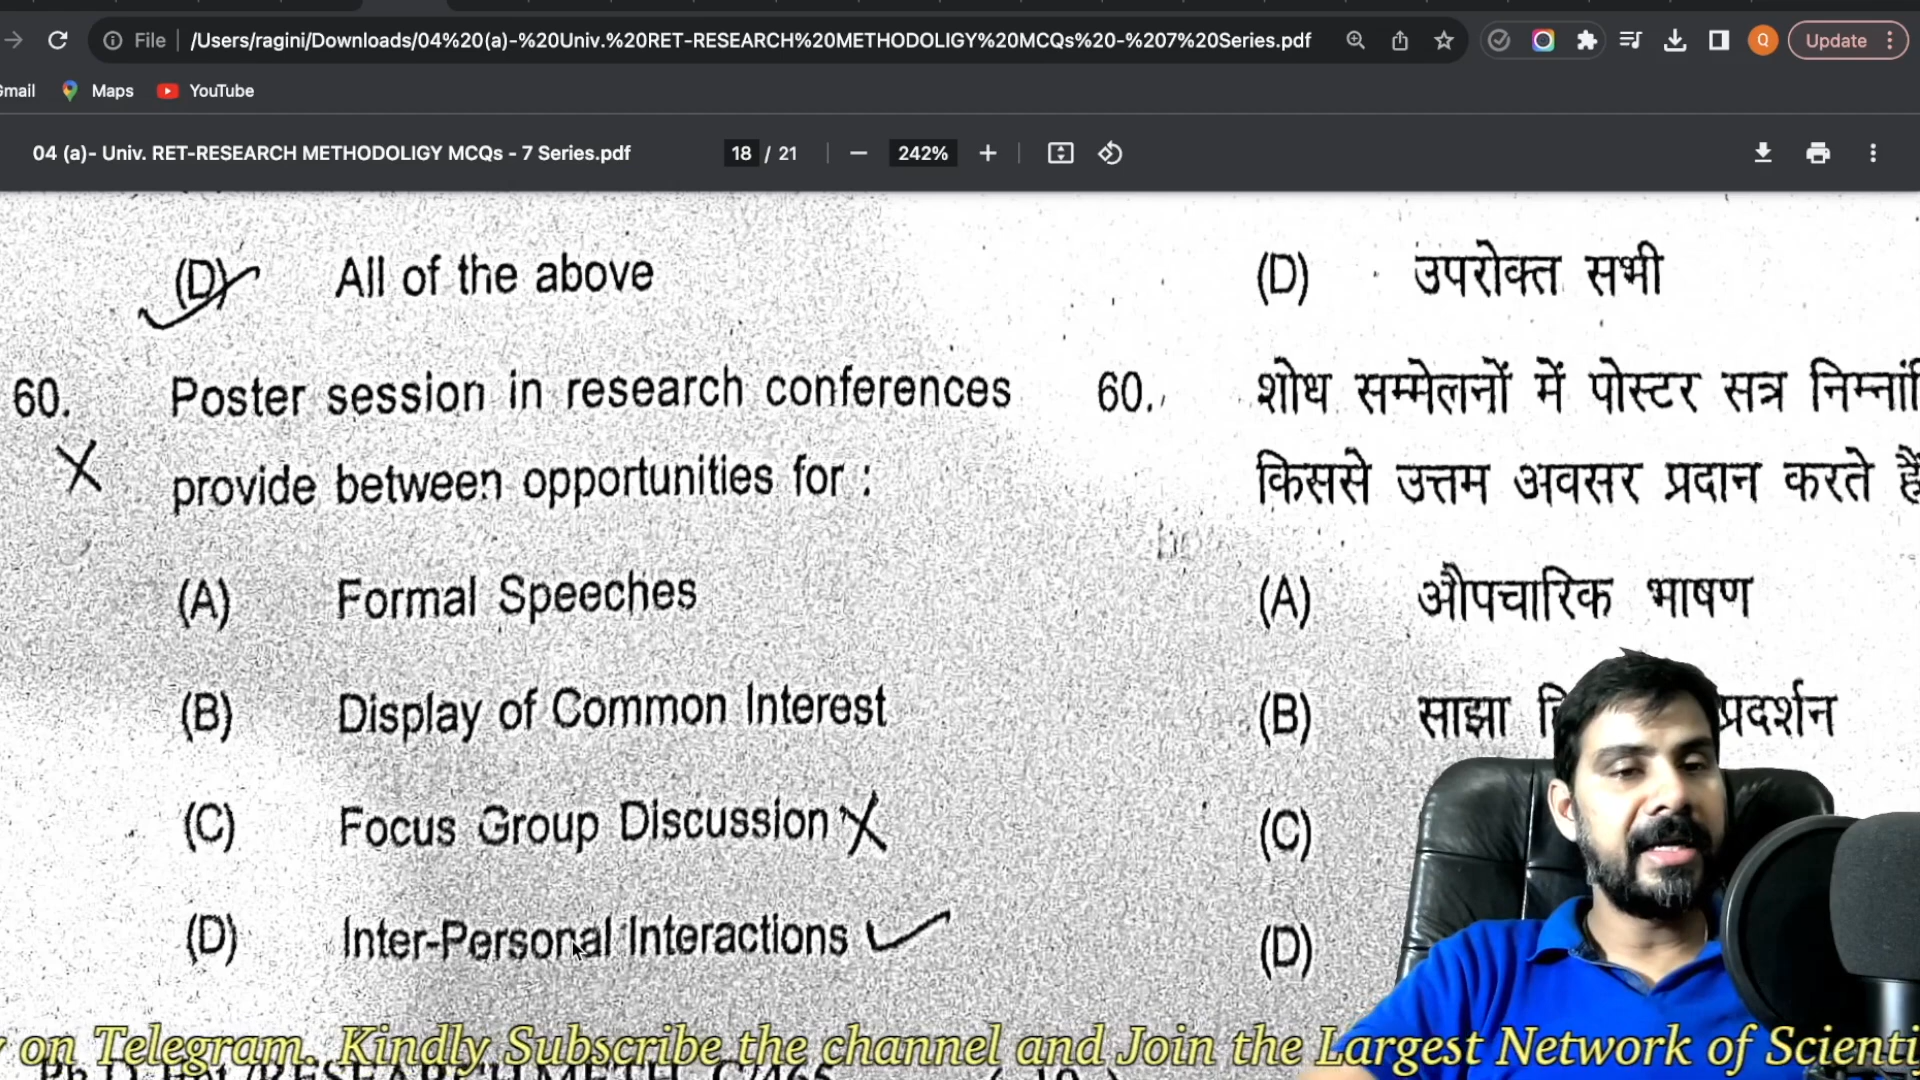 File /Users/ragini/Downloads/04%20(a)-%20Univ.%20RET-RESEARCH%20METHODOLIGY%20MCQs%20-%207%20Series.pdf
Q Update
Gmail Maps YouTube
04 (a)- Univ. RET-RESEARCH METHODOLIGY MCQs - 7 Series.pdf 18 / 21 242%
(D) All of the above
60. Poster session in research conferences
provide between opportunities for :
(A) Formal Speeches
(B) Display of Common Interest
(C) Focus Group Discussion
(D) Inter-Personal Interactions
(D) उपरोक्त सभी
60. शोध सम्मेलनों में पोस्टर सत्र
किससे उत्तम अवसर प्रदान करते हैं
(A) औपचारिक भाषण
(B) साझा प्रदर्शन
(C)
(D)
on Telegram. Kindly Subscribe the channel and Join the Largest Network of